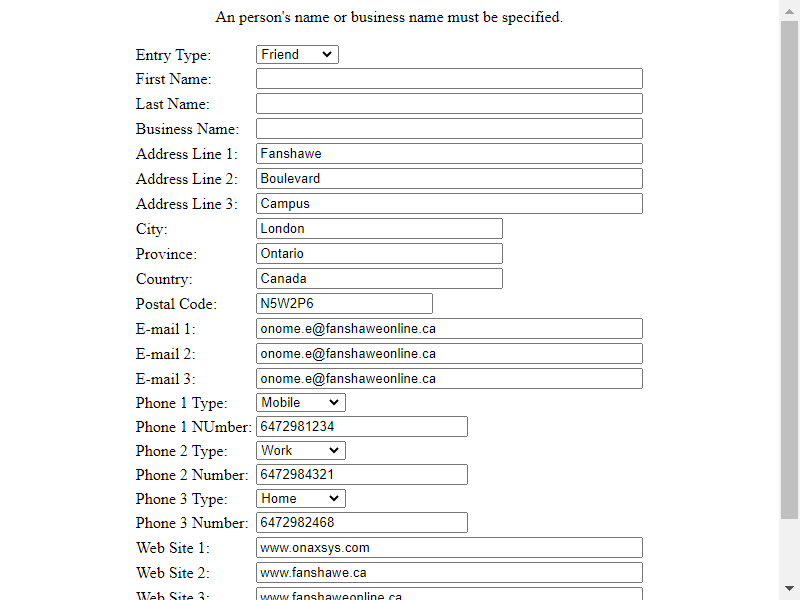 An person's name or business name must be specified.
Entry Type: Friend
First Name:
Last Name:
Business Name:
Address Line 1: Fanshawe
Address Line 2: Boulevard
Address Line 3: Campus
City: London
Province: Ontario
Country: Canada
Postal Code: N5W2P6
E-mail 1: onome.e@fanshaweonline.ca
E-mail 2: onome.e@fanshaweonline.ca
E-mail 3: onome.e@fanshaweonline.ca
Phone 1 Type: Mobile
Phone 1 NUmber: 6472981234
Phone 2 Type: Work
Phone 2 Number: 6472984321
Phone 3 Type: Home
Phone 3 Number: 6472982468
Web Site 1: www.onaxsys.com
Web Site 2: www.fanshawe.ca
Web Site 3: www.fanshaweonline.ca